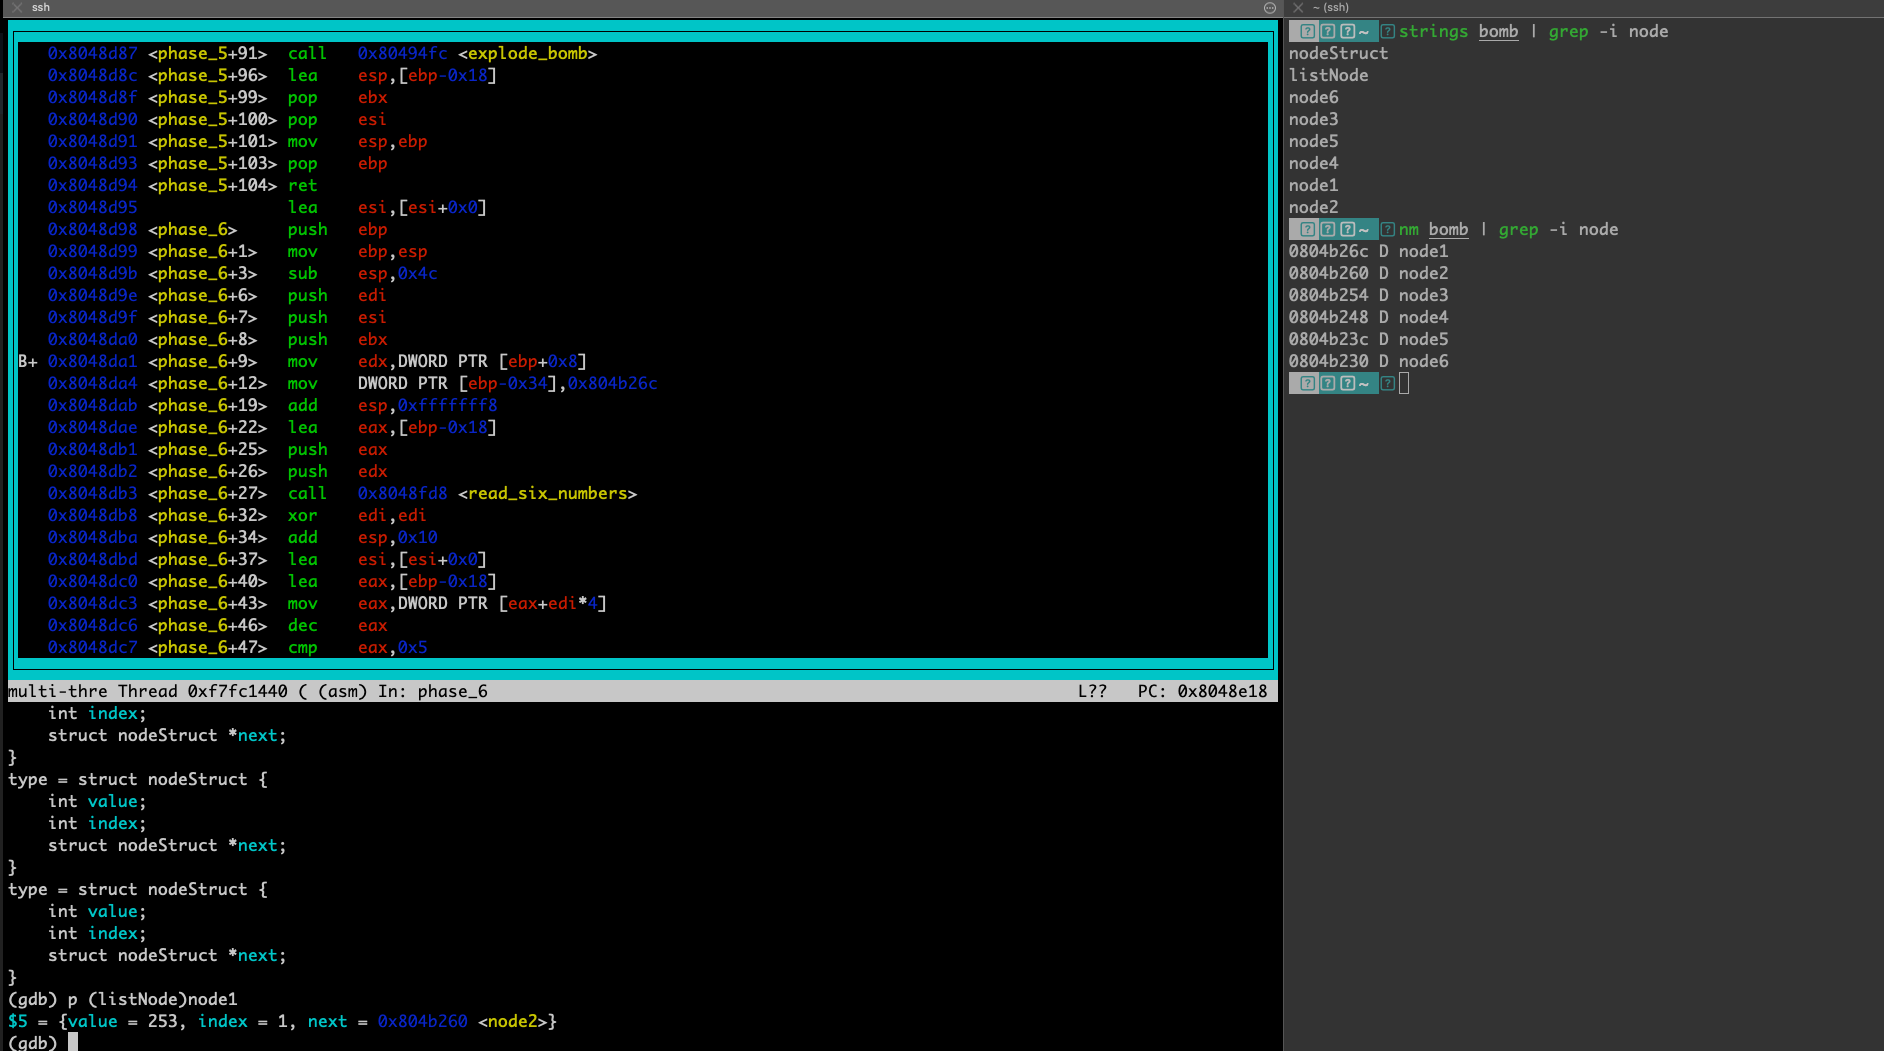 ssh
0x8048d87 <phase_5+91> call 0x80494fc <explode_bomb>
0x8048d8c <phase_5+96> lea esp,[ebp-0x18]
0x8048d8f <phase_5+99> pop ebx
0x8048d90 <phase_5+100> pop esi
0x8048d91 <phase_5+101> mov esp,ebp
0x8048d93 <phase_5+103> pop ebp
0x8048d94 <phase_5+104> ret
0x8048d95 lea esi,[esi+0x0]
0x8048d98 <phase_6> push ebp
0x8048d99 <phase_6+1> mov ebp,esp
0x8048d9b <phase_6+3> sub esp,0x4c
0x8048d9e <phase_6+6> push edi
0x8048d9f <phase_6+7> push esi
0x8048da0 <phase_6+8> push ebx
B+ 0x8048da1 <phase_6+9> mov edx,DWORD PTR [ebp+0x8]
0x8048da4 <phase_6+12> mov DWORD PTR [ebp-0x34],0x804b26c
0x8048dab <phase_6+19> add esp,0xfffffff8
0x8048dae <phase_6+22> lea eax,[ebp-0x18]
0x8048db1 <phase_6+25> push eax
0x8048db2 <phase_6+26> push edx
0x8048db3 <phase_6+27> call 0x8048fd8 <read_six_numbers>
0x8048db8 <phase_6+32> xor edi,edi
0x8048dba <phase_6+34> add esp,0x10
0x8048dbd <phase_6+37> lea esi,[esi+0x0]
0x8048dc0 <phase_6+40> lea eax,[ebp-0x18]
0x8048dc3 <phase_6+43> mov eax,DWORD PTR [eax+edi*4]
0x8048dc6 <phase_6+46> dec eax
0x8048dc7 <phase_6+47> cmp eax,0x5
multi-thre Thread 0xf7fc1440 ( (asm) In: phase_6 L?? PC: 0x8048e18
int index;
struct nodeStruct *next;
}
type = struct nodeStruct {
int value;
int index;
struct nodeStruct *next;
}
type = struct nodeStruct {
int value;
int index;
struct nodeStruct *next;
}
(gdb) p (listNode)node1
$5 = {value = 253, index = 1, next = 0x804b260 <node2>}
(gdb)
~ (ssh)
? ? ? ~ ? strings bomb | grep -i node
nodeStruct
listNode
node6
node3
node5
node4
node1
node2
? ? ? ~ ? nm bomb | grep -i node
0804b26c D node1
0804b260 D node2
0804b254 D node3
0804b248 D node4
0804b23c D node5
0804b230 D node6
? ? ? ~ ?